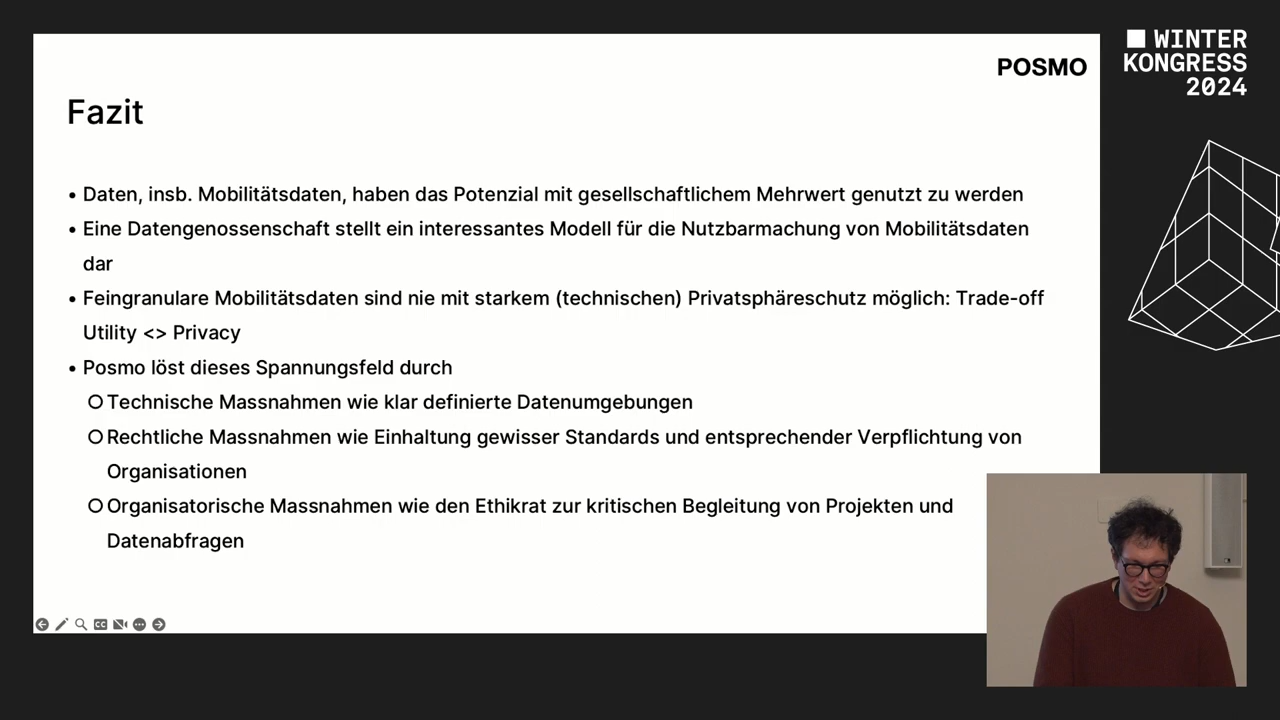 WINTER
KONGRESS
2024
POSMO
Fazit
• Daten, insb. Mobilitätsdaten, haben das Potenzial mit gesellschaftlichem Mehrwert genutzt zu werden
• Eine Datengenossenschaft stellt ein interessantes Modell für die Nutzbarmachung von Mobilitätsdaten
dar
• Feingranulare Mobilitätsdaten sind nie mit starkem (technischen) Privatsphäreschutz möglich: Trade-off
Utility <> Privacy
• Posmo löst dieses Spannungsfeld durch
O Technische Massnahmen wie klar definierte Datenumgebungen
O Rechtliche Massnahmen wie Einhaltung gewisser Standards und entsprechender Verpflichtung von
Organisationen
O Organisatorische Massnahmen wie den Ethikrat zur kritischen Begleitung von Projekten und
Datenabfragen
CC